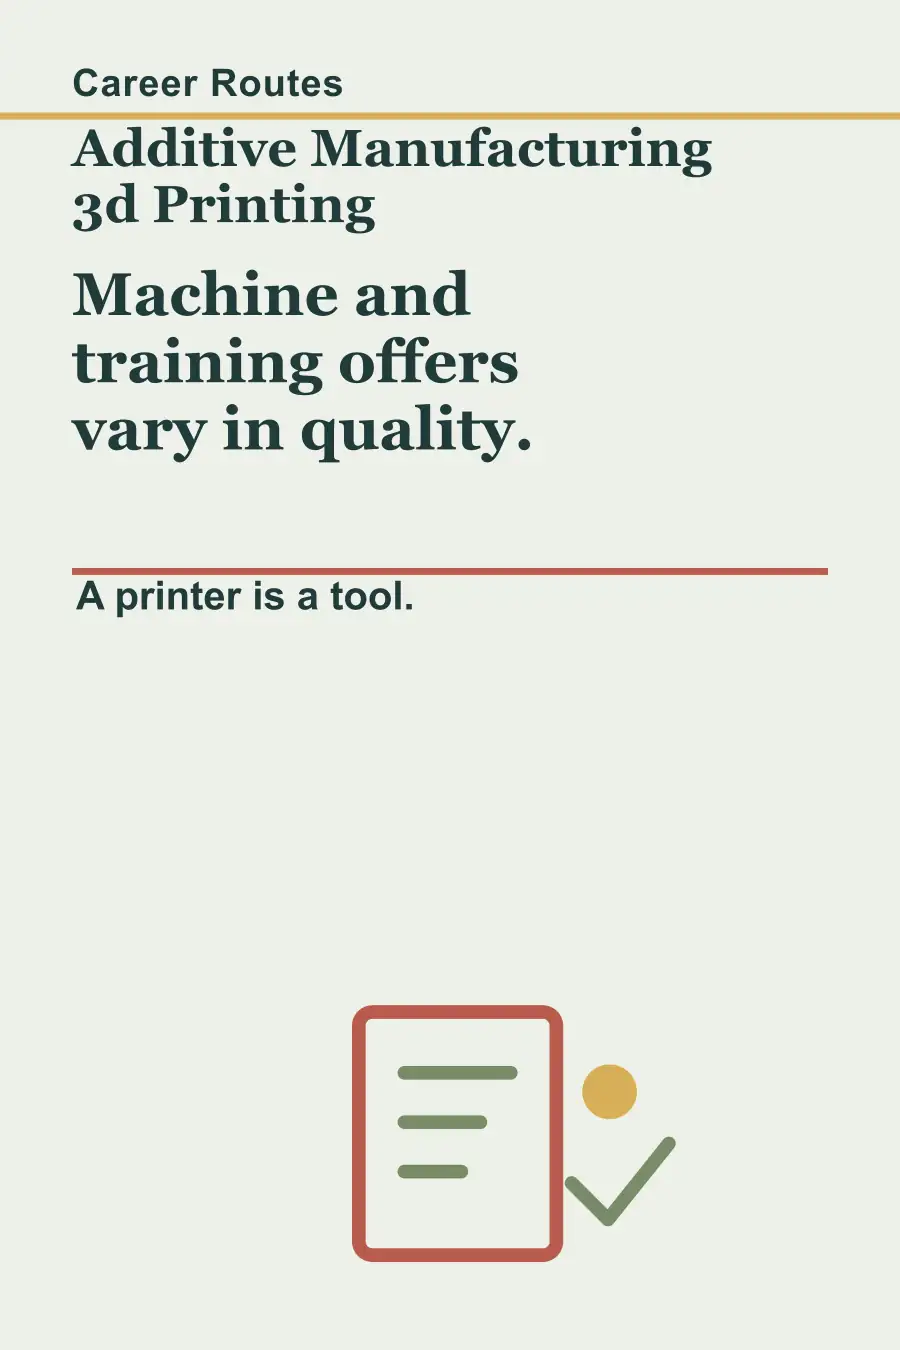 Career Routes
Additive Manufacturing
3d Printing
Machine and
training offers
vary in quality.
A printer is a tool.